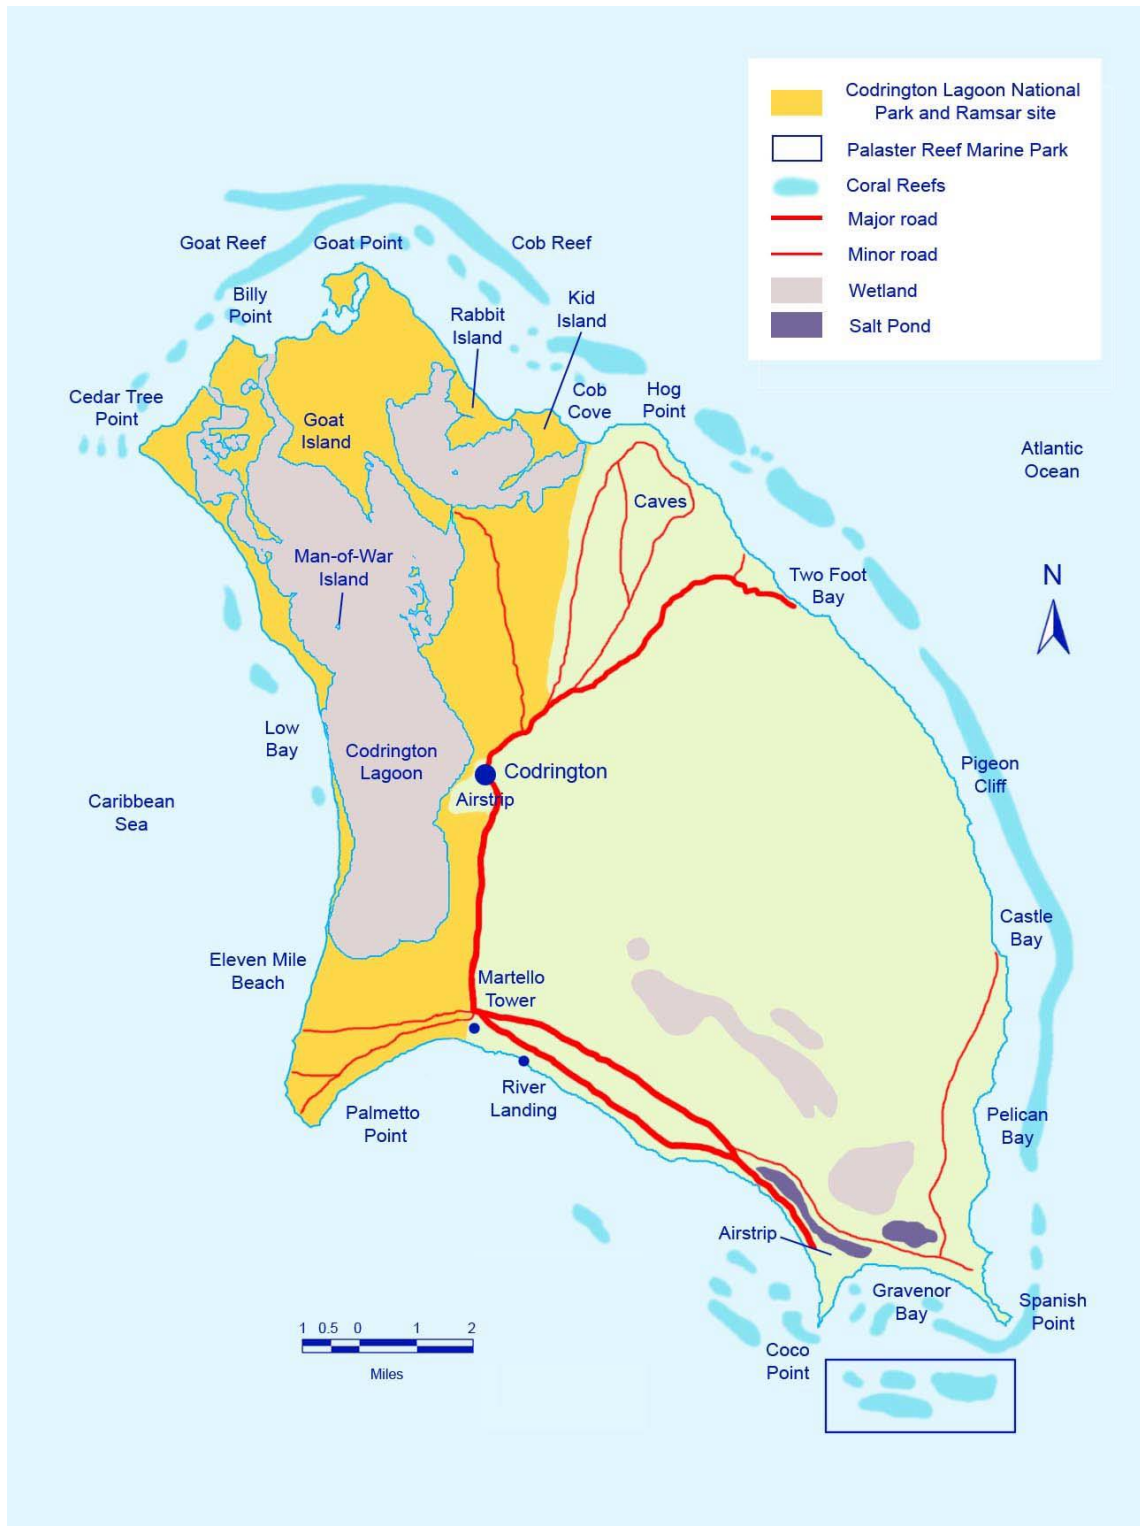 Codrington Lagoon National
Park and Ramsar site
Palaster Reef Marine Park
Coral Reefs
Major road
Minor road
Wetland
Salt Pond
Goat Reef
Goat Point
Cob Reef
Billy
Point
Rabbit
Island
Kid
Island
Cedar Tree
Point
Goat
Island
Cob
Cove
Hog
Point
Atlantic
Ocean
Caves
Man-of-War
Island
Two Foot
Bay
N
Low
Bay
Codrington
Lagoon
Codrington
Airstrip
Pigeon
Cliff
Caribbean
Sea
Castle
Bay
Eleven Mile
Beach
Martello
Tower
River
Landing
Palmetto
Point
Pelican
Bay
Airstrip
Gravenor
Bay
Spanish
Point
Coco
Point
1 0.5 0 1 2
Miles